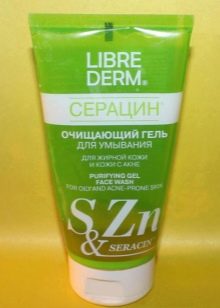 LIBRE
DERM®
СЕРАЦИН
ОЧИЩАЮЩИЙ ГЕЛЬ
ДЛЯ УМЫВАНИЯ
ДЛЯ ЖИРНОЙ КОЖИ
И КОЖИ С АКНЕ
PURIFYING GEL
FACE WASH
FOR OILY AND ACNE-PRONE SKIN
S&Zn
SERACIN